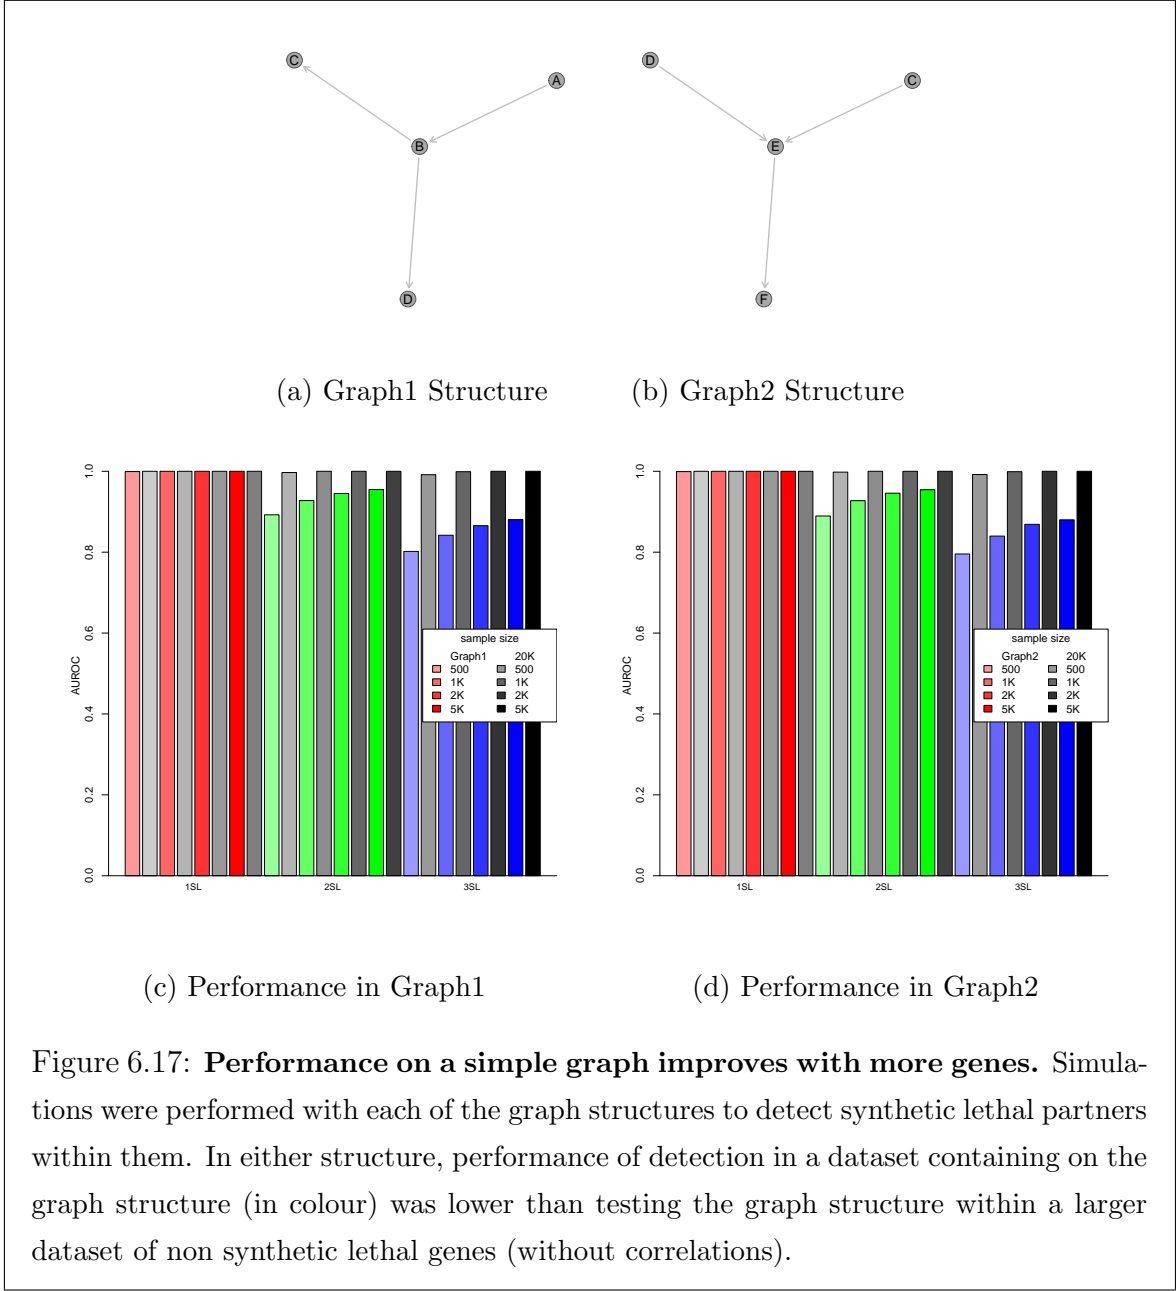 C
A
B
D
D
C
E
F
(a) Graph1 Structure
(b) Graph2 Structure
AUROC
0.0
0.2
0.4
0.6
0.8
1.0
1SL
2SL
3SL
sample size
Graph1 20K
500 500
1K 1K
2K 2K
5K 5K
AUROC
0.0
0.2
0.4
0.6
0.8
1.0
1SL
2SL
3SL
sample size
Graph2 20K
500 500
1K 1K
2K 2K
5K 5K
(c) Performance in Graph1
(d) Performance in Graph2
Figure 6.17: Performance on a simple graph improves with more genes. Simula-
tions were performed with each of the graph structures to detect synthetic lethal partners
within them. In either structure, performance of detection in a dataset containing on the
graph structure (in colour) was lower than testing the graph structure within a larger
dataset of non synthetic lethal genes (without correlations).